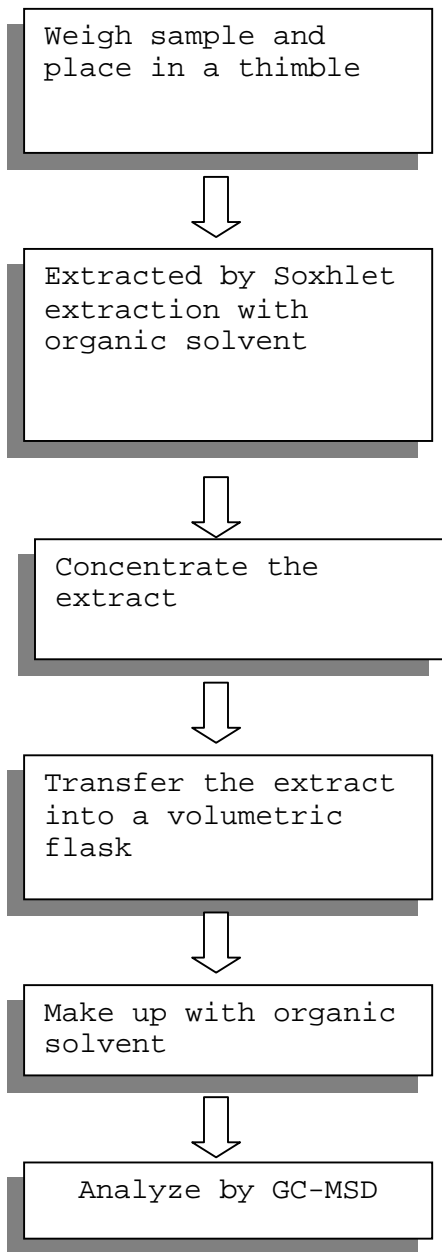 Weigh sample and
place in a thimble
Extracted by Soxhlet
extraction with
organic solvent
Concentrate the
extract
Transfer the extract
into a volumetric
flask
Make up with organic
solvent
Analyze by GC-MSD